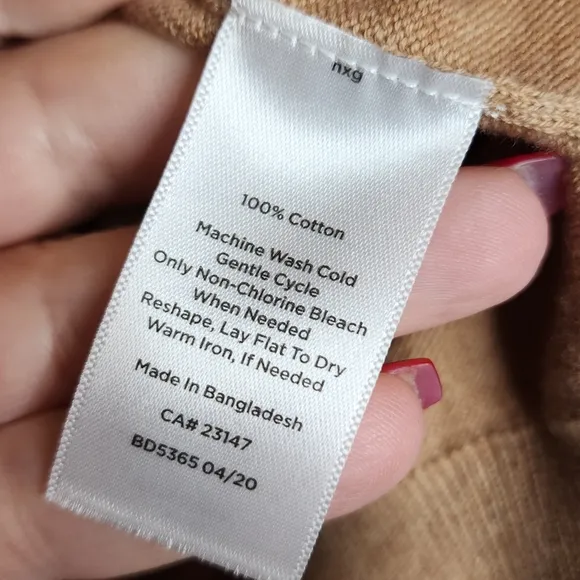 nxg
100% Cotton
Machine Wash Cold
Gentle Cycle
Only Non-Chlorine Bleach
When Needed
Reshape, Lay Flat To Dry
Warm Iron, If Needed
Made In Bangladesh
CA# 23147
BD5365 04/20